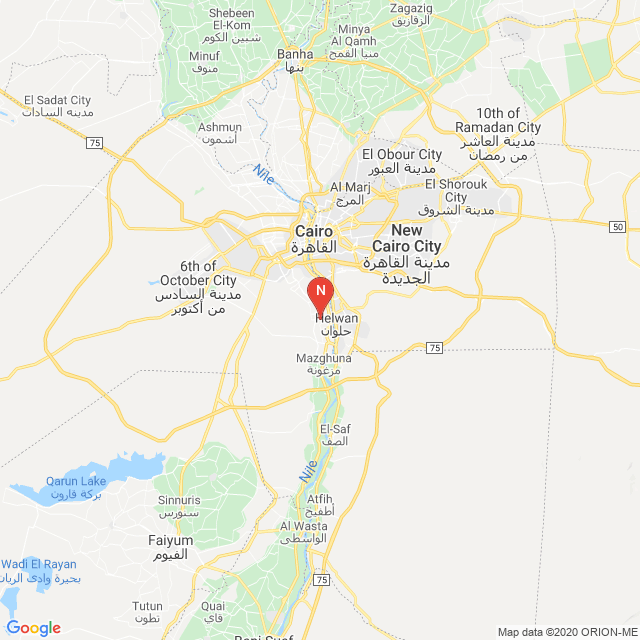 Zagazig
الزقازيق
Shebeen
El-Kom
شبين الكوم
Minya
Al Qamh
منيا القمح
Minuf
منوف
Banha
بنها
El Sadat City
مدينه السادات
75
Ashmun
أشمون
10th of
Ramadan City
مدينة العاشر
من رمضان
Nile
El Obour City
مدينة العبور
Al Marj
المرج
El Shorouk
City
مدينة الشروق
50
Cairo
القاهرة
New
Cairo City
مدينة القاهرة
الجديدة
6th of
October City
مدينة السادس
من أكتوبر
N
Helwan
حلوان
75
Mazghuna
مزغونة
El-Saf
الصف
Nile
Qarun Lake
بركة قارون
Sinnuris
سنورس
Atfih
أطفيح
Al Wasta
الواسطى
Faiyum
الفيوم
Wadi El Rayan
بحيرة وادى الريان
75
Tutun
تطون
Quai
قاي
Google
Map data ©2020 ORION-ME